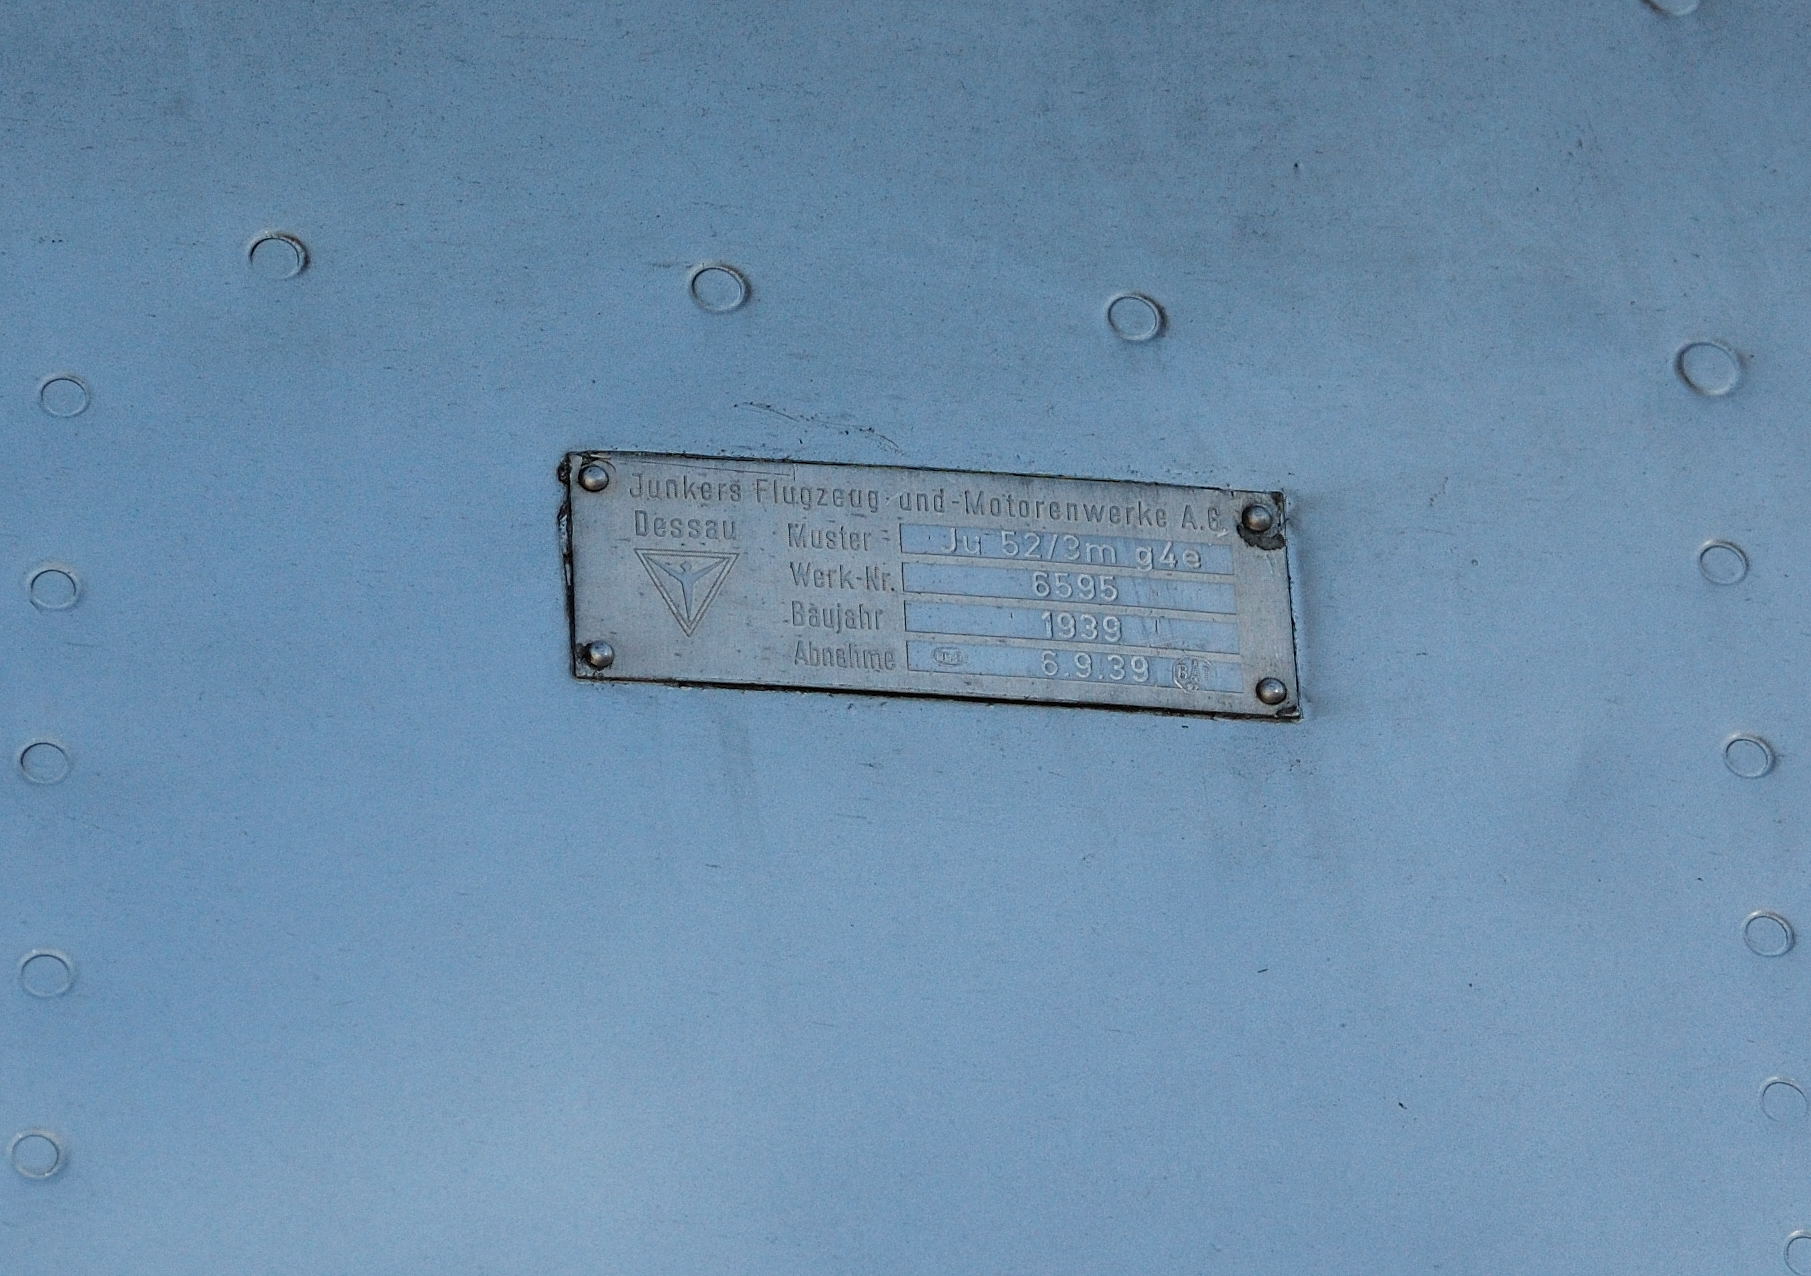 Junkers Flugzeug-und-Motorenwerke A.G.
Dessau
Muster - Ju 52/3m g4e
Werk-Nr. 6595
Baujahr 1939
Abnahme 6.9.39 BAL